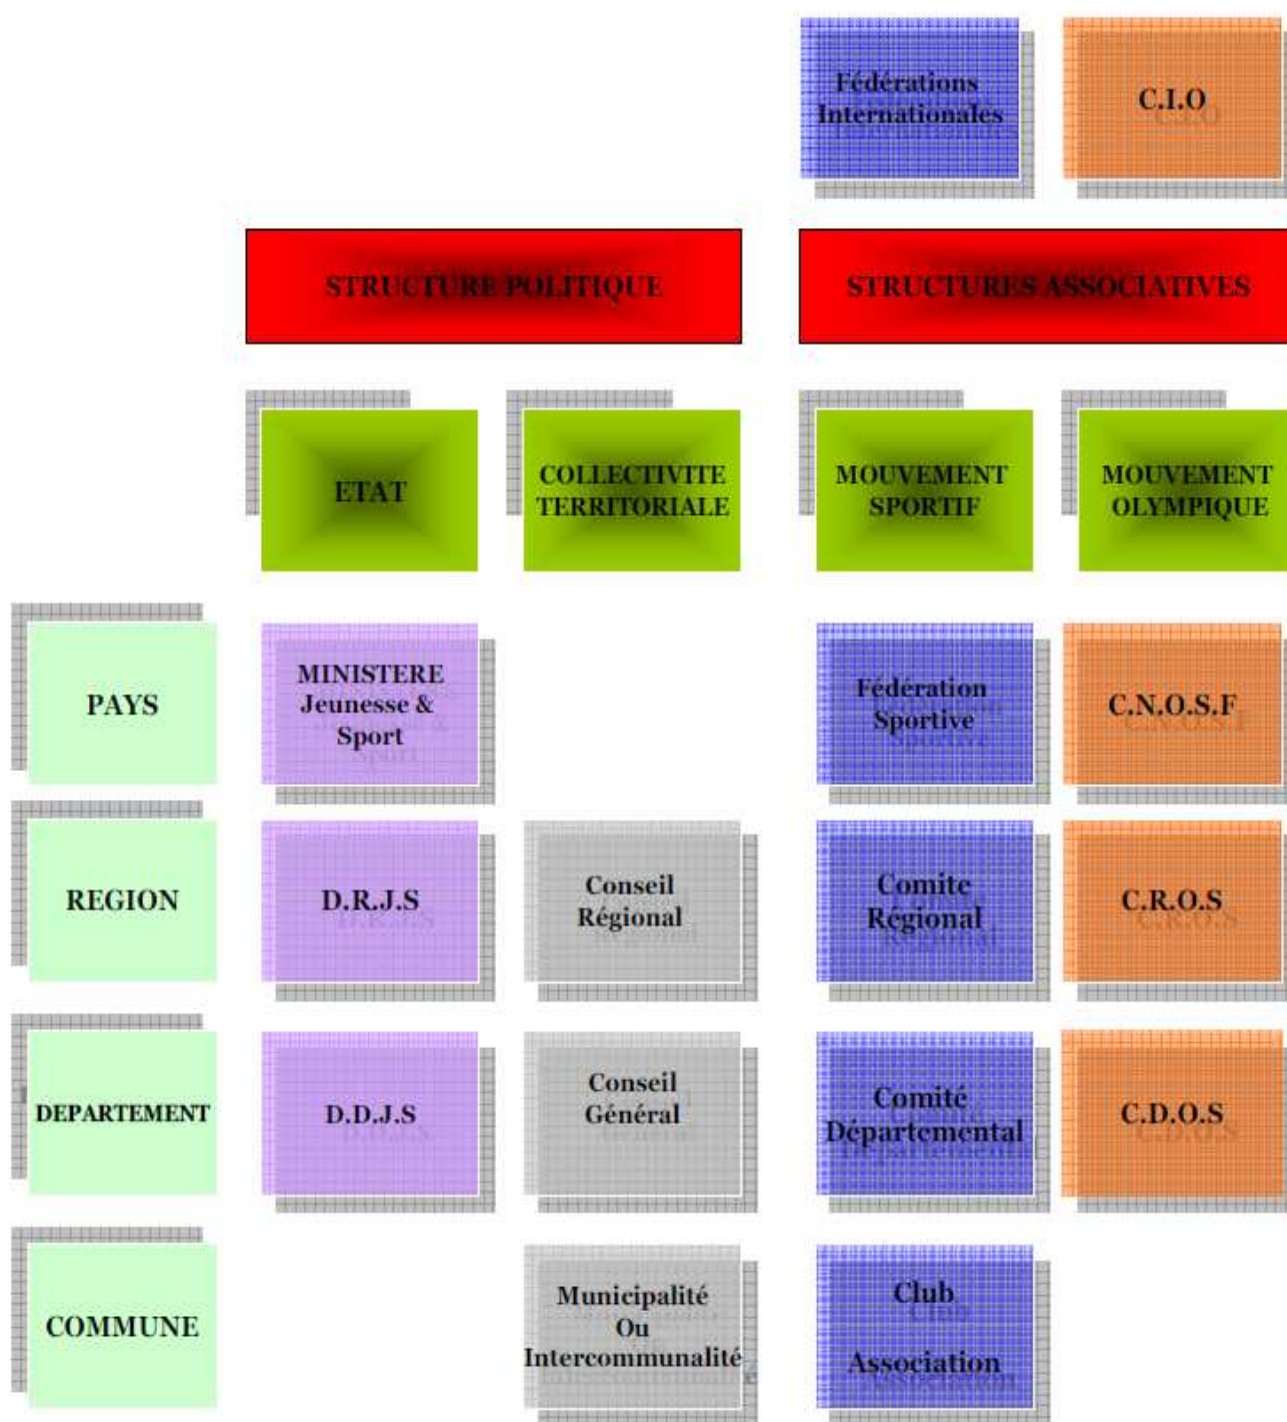 Fédérations
Internationales
C.I.O
STRUCTURE POLITIQUE
STRUCTURES ASSOCIATIVES
ETAT
COLLECTIVITE
TERRITORIALE
MOUVEMENT
SPORTIF
MOUVEMENT
OLYMPIQUE
PAYS
MINISTERE
Jeunesse &
Sport
Fédération
Sportive
C.N.O.S.F
REGION
D.R.J.S
Conseil
Régional
Comite
Régional
C.R.O.S
DEPARTEMENT
D.D.J.S
Conseil
Général
Comité
Départemental
C.D.O.S
COMMUNE
Municipalité
Ou
Intercommunalité
Club
Association